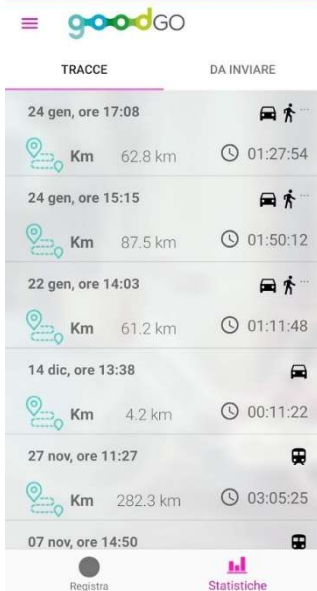 goodGO
TRACCE DA INVIARE
24 gen, ore 17:08 ...
Km 62.8 km 01:27:54
24 gen, ore 15:15 ...
Km 87.5 km 01:50:12
22 gen, ore 14:03 ...
Km 61.2 km 01:11:48
14 dic, ore 13:38
Km 4.2 km 00:11:22
27 nov, ore 11:27
Km 282.3 km 03:05:25
07 nov, ore 14:50
Registra Statistiche